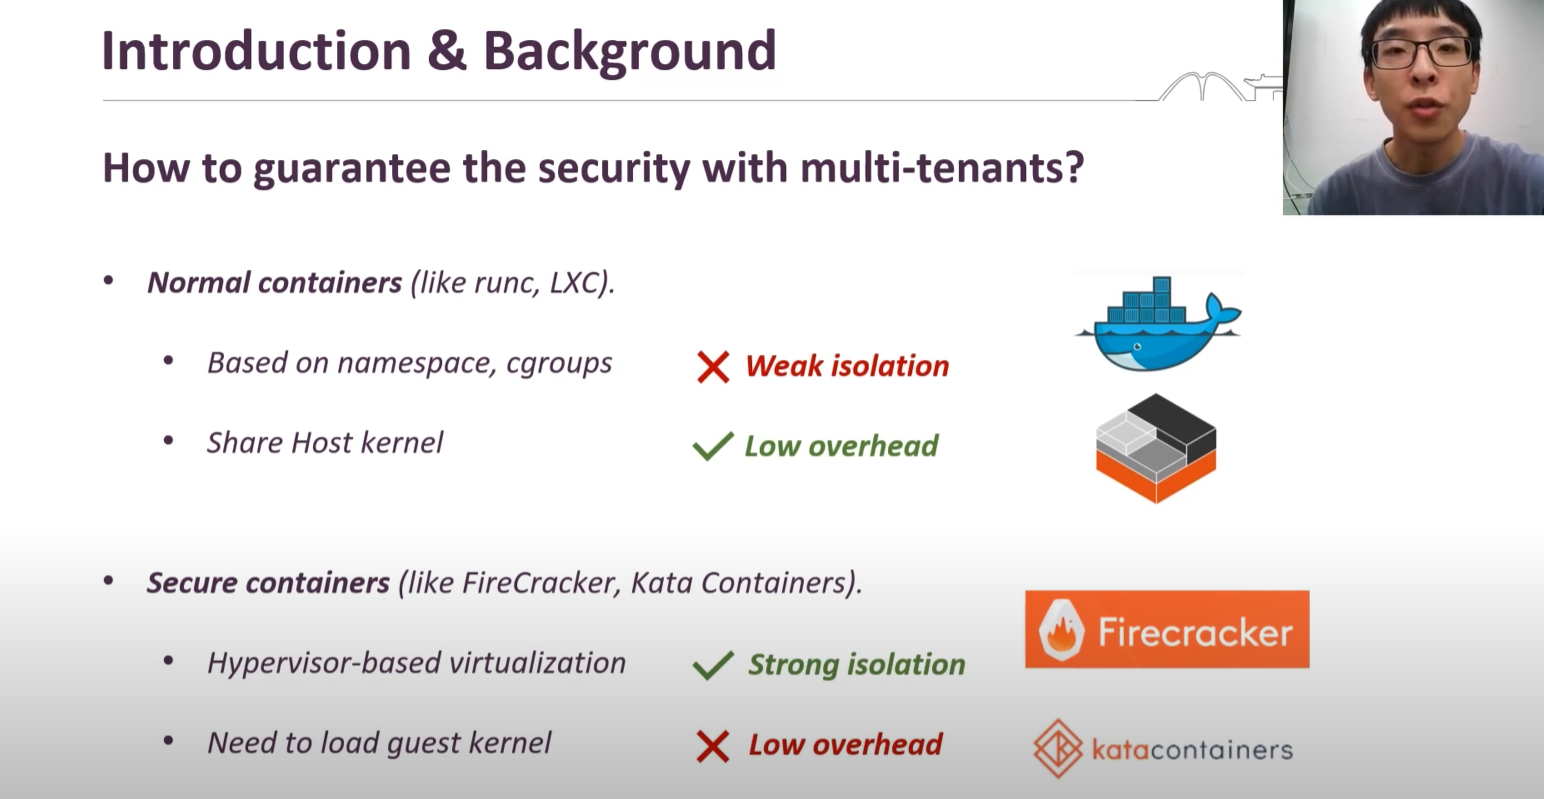 Introduction & Background
How to guarantee the security with multi-tenants?
• Normal containers (like runc, LXC).
• Based on namespace, cgroups
Weak isolation
• Share Host kernel
Low overhead
• Secure containers (like FireCracker, Kata Containers).
Firecracker
• Hypervisor-based virtualization
Strong isolation
• Need to load guest kernel
Low overhead
katacontainers